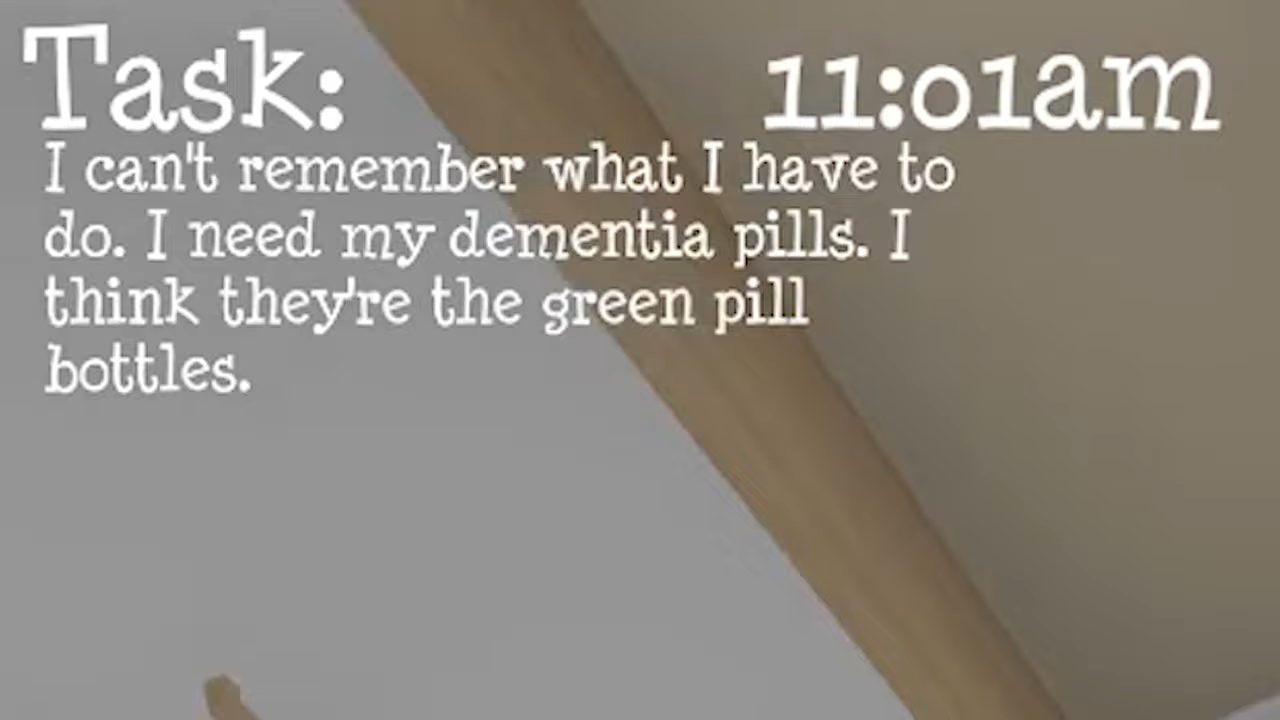 Task:
11:01am
I can't remember what I have to
do. I need my dementia pills. I
think they're the green pill
bottles.